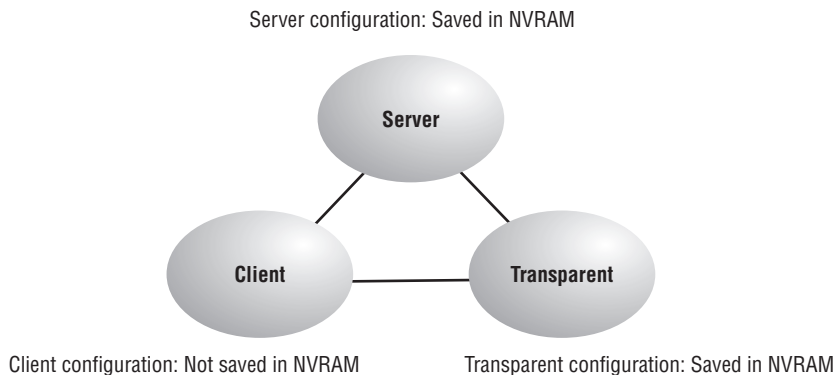 Server configuration: Saved in NVRAM
Server
Client
Transparent
Client configuration: Not saved in NVRAM
Transparent configuration: Saved in NVRAM